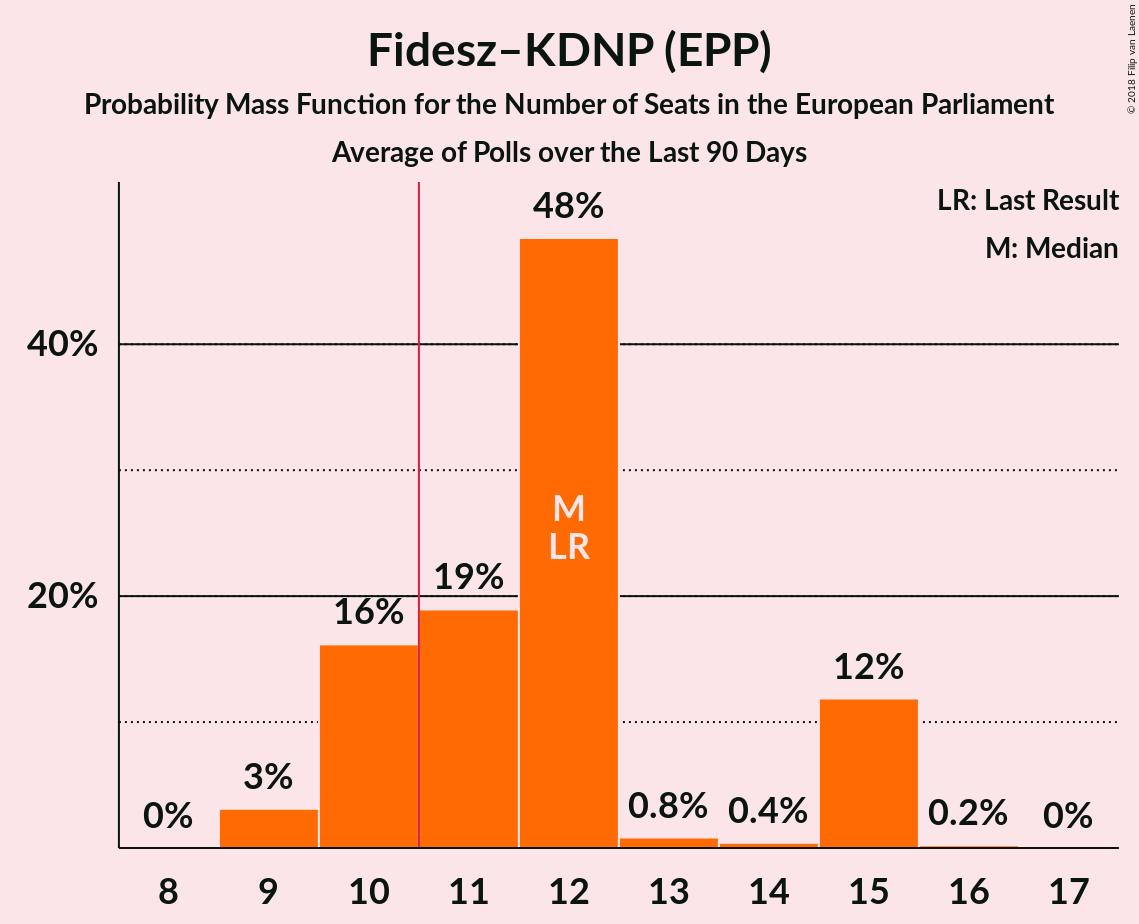 Fidesz–KDNP (EPP)
Probability Mass Function for the Number of Seats in the European Parliament
Average of Polls over the Last 90 Days
© 2018 Filip van Laenen
LR: Last Result
M: Median
48%
40%
M
LR
20%
19%
16%
12%
3%
0%
0.8%
0.4%
0.2%
0%
8 9 10 11 12 13 14 15 16 17